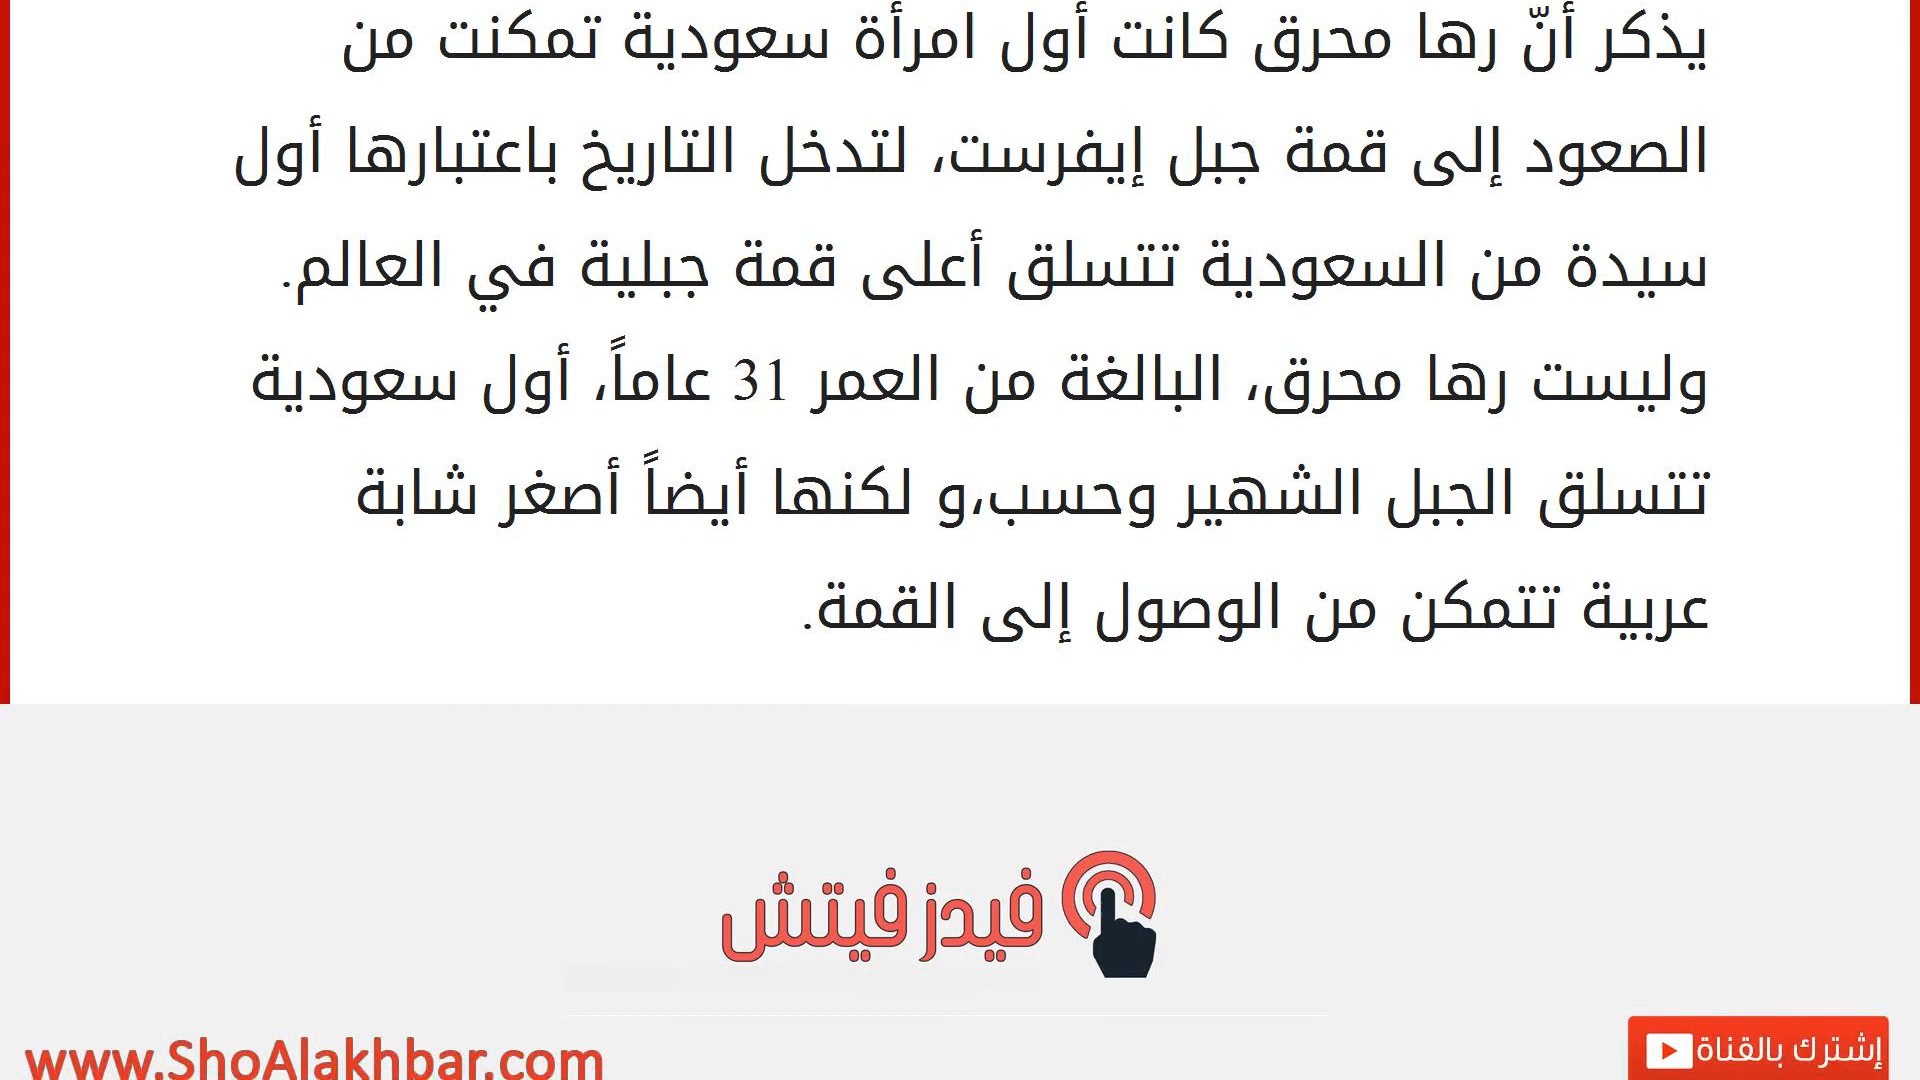 يذكر أنّ رها محرق كانت أول امرأة سعودية تمكنت من
الصعود إلى قمة جبل إيفرست، لتدخل التاريخ باعتبارها أول
سيدة من السعودية تتسلق أعلى قمة جبلية في العالم.
وليست رها محرق، البالغة من العمر 31 عاماً، أول سعودية
تتسلق الجبل الشهير وحسب،و لكنها أيضاً أصغر شابة
عربية تتمكن من الوصول إلى القمة.
فيدز فيتش
www.ShoAlakhbar.com
إشترك بالقناة